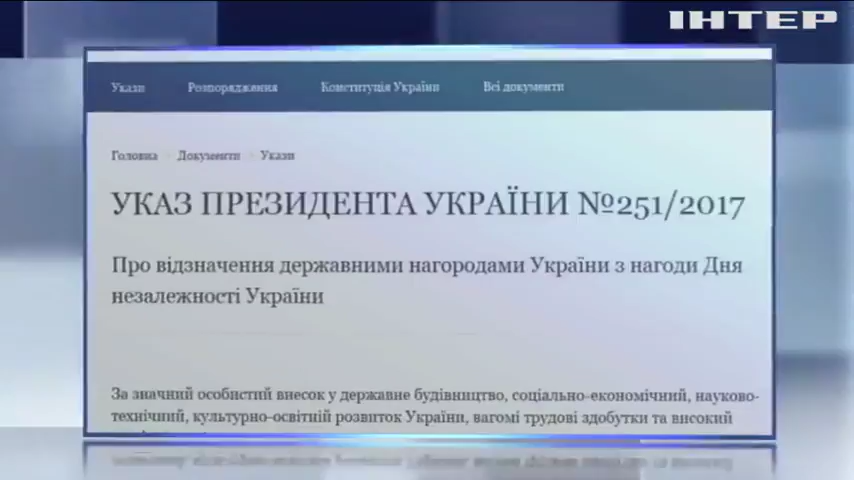 ІНТЕР
Укази Розпорядження Конституція України Всі документи
Головна Документи Укази
УКАЗ ПРЕЗИДЕНТА УКРАЇНИ №251/2017
Про відзначення державними нагородами України з нагоди Дня
незалежності України
За значний особистий внесок у державне будівництво, соціально-економічний, науково-
технічний, культурно-освітній розвиток України, вагомі трудові здобутки та високий